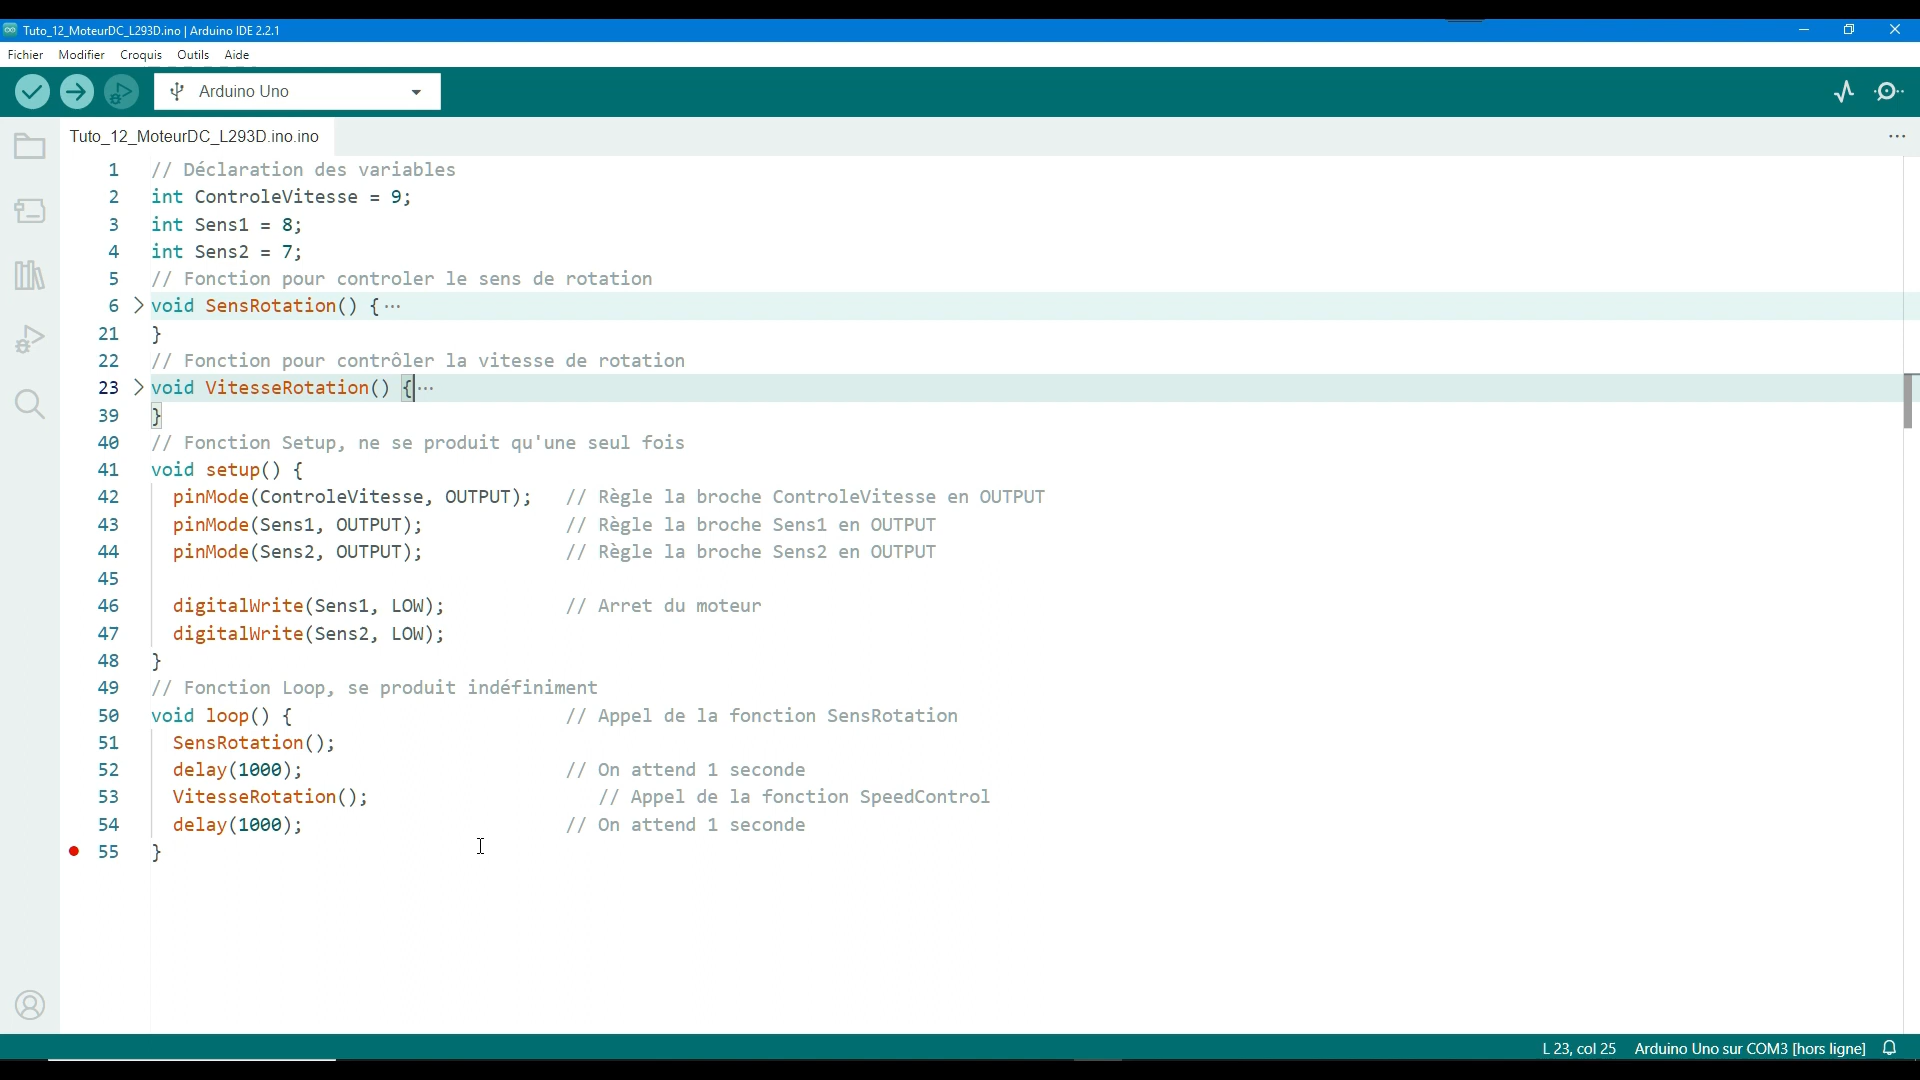 Tuto_12_MoteurDC_L293D.ino | Arduino IDE 2.2.1
Fichier Modifier Croquis Outils Aide
Arduino Uno
Tuto_12_MoteurDC_L293D.ino.ino
1 // Déclaration des variables
2 int ControleVitesse = 9;
3 int Sens1 = 8;
4 int Sens2 = 7;
5 // Fonction pour controler le sens de rotation
6 void SensRotation() {···
21 }
22 // Fonction pour contrôler la vitesse de rotation
23 void VitesseRotation() {···
39 }
40 // Fonction Setup, ne se produit qu'une seul fois
41 void setup() {
42 pinMode(ControleVitesse, OUTPUT); // Règle la broche ControleVitesse en OUTPUT
43 pinMode(Sens1, OUTPUT); // Règle la broche Sens1 en OUTPUT
44 pinMode(Sens2, OUTPUT); // Règle la broche Sens2 en OUTPUT
45
46 digitalWrite(Sens1, LOW); // Arret du moteur
47 digitalWrite(Sens2, LOW);
48 }
49 // Fonction Loop, se produit indéfiniment
50 void loop() { // Appel de la fonction SensRotation
51 SensRotation();
52 delay(1000); // On attend 1 seconde
53 VitesseRotation(); // Appel de la fonction SpeedControl
54 delay(1000); // On attend 1 seconde
55 }
L 23, col 25 Arduino Uno sur COM3 [hors ligne]